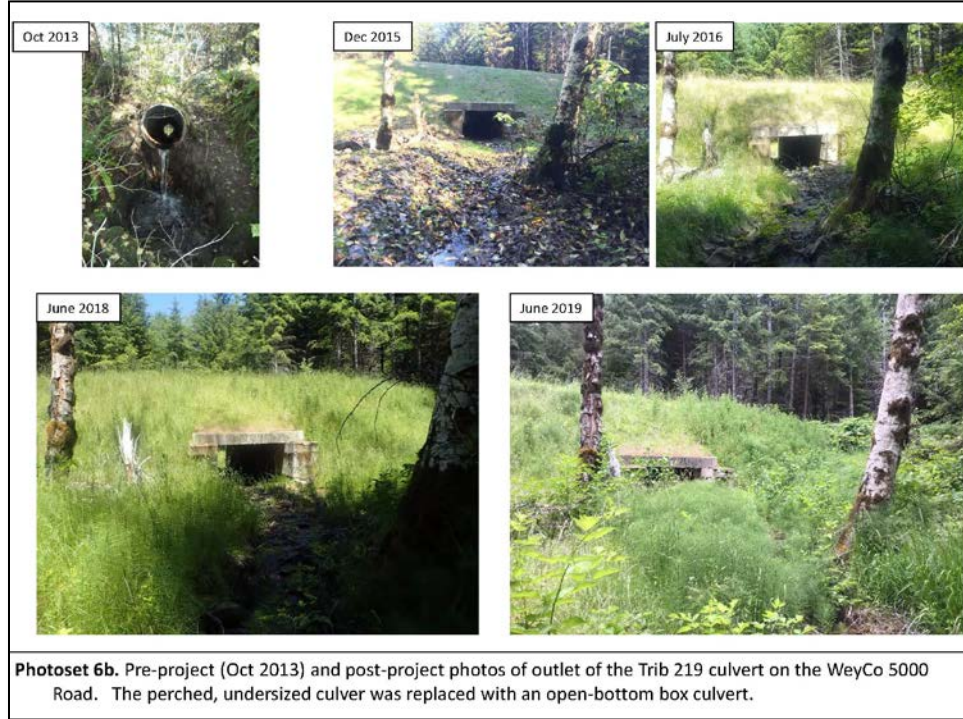 Oct 2013
Dec 2015
July 2016
June 2018
June 2019
Photoset 6b. Pre-project (Oct 2013) and post-project photos of outlet of the Trib 219 culvert on the WeyCo 5000
Road. The perched, undersized culver was replaced with an open-bottom box culvert.